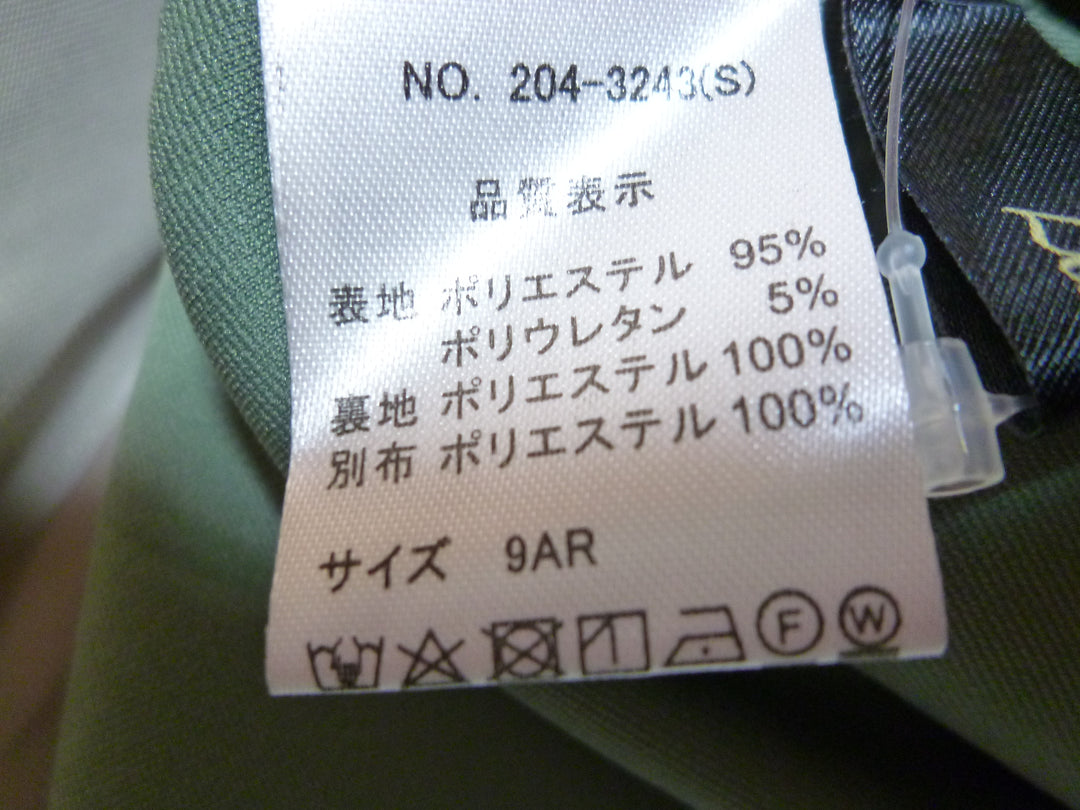 NO. 204-3243(S)
品質表示
表地 ポリエステル 95%
ポリウレタン 5%
裏地 ポリエステル 100%
別布 ポリエステル 100%
サイズ 9AR
F W